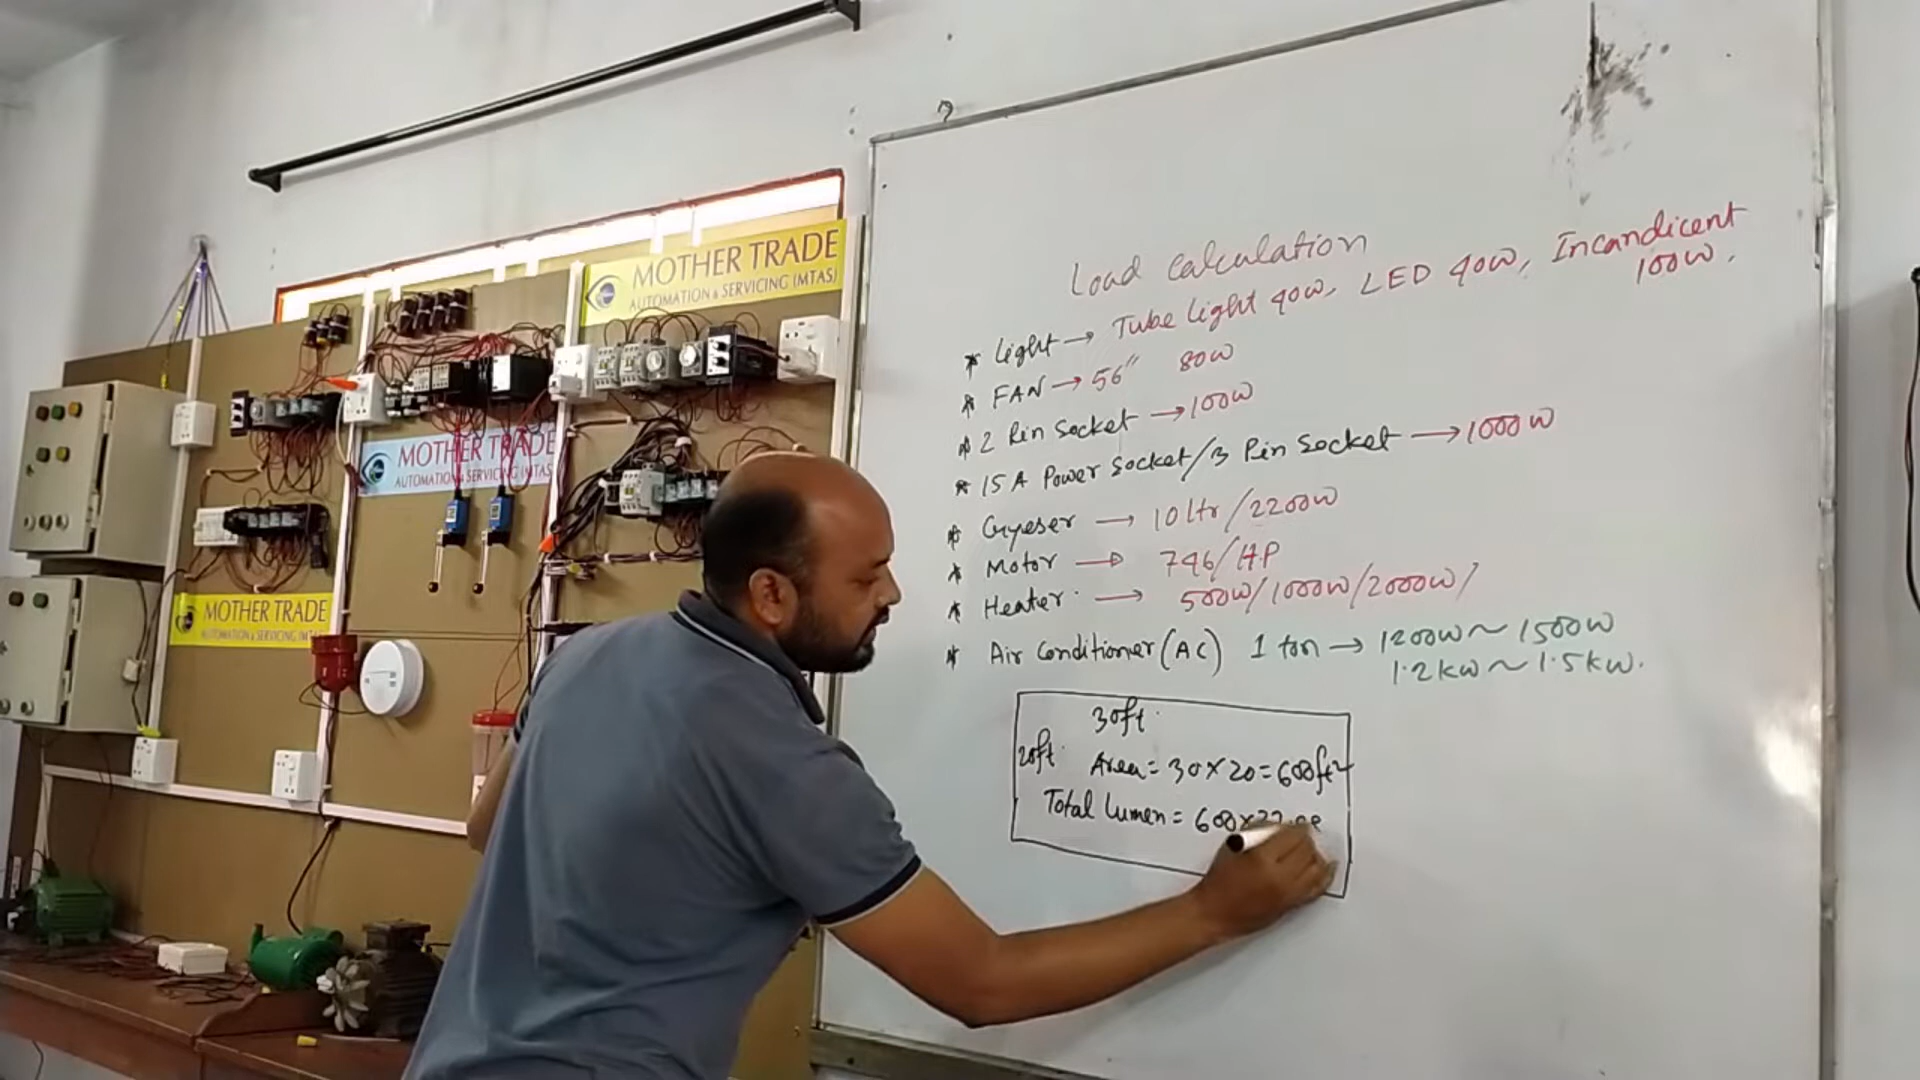 MOTHER TRADE
AUTOMATION & SERVICING (MTAS)
MOTHER TRADE
AUTOMATION & SERVICING (MTAS)
MOTHER TRADE
AUTOMATION & SERVICING (MTAS)
Load Calculation
* Light → Tube Light 40W, LED 40W, Incandicent
100W.
* FAN → 56" 80W
* 2 Pin Socket → 100W
* 15A Power Socket/3 Pin Socket → 1000W
* Gyeser → 10 ltr/2200W
* Motor → 746/H.P
* Heater → 500W/1000W/2000W/
* Air Conditioner (AC) 1 ton → 1200W ~ 1500W
1.2kw ~ 1.5kw.
30ft
20ft
Area = 30 × 20 = 600ft²
Total Lumen = 600 ×